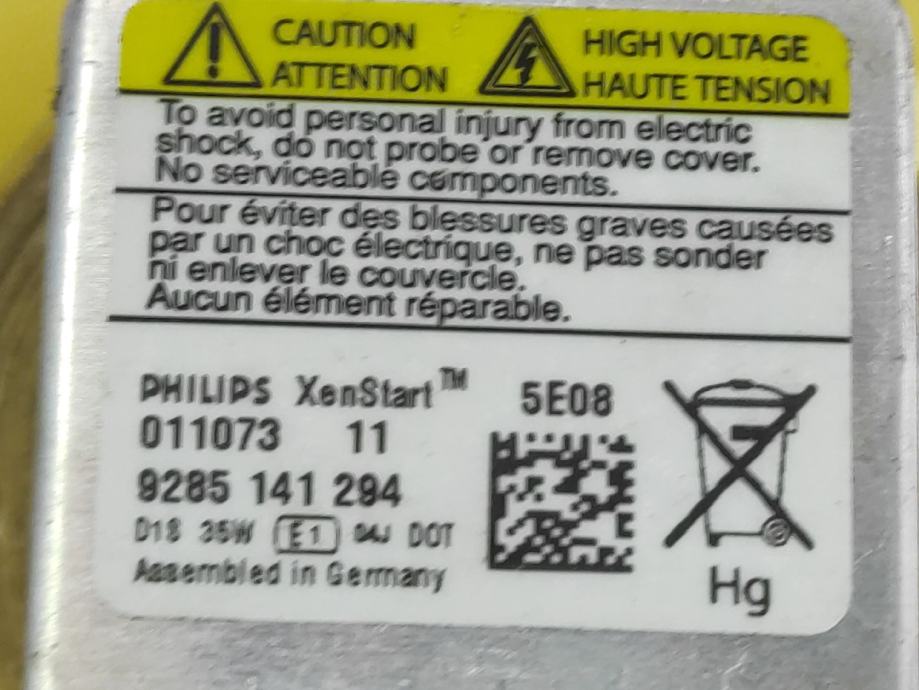 CAUTION
ATTENTION
HIGH VOLTAGE
HAUTE TENSION
To avoid personal injury from electric
shock, do not probe or remove cover.
No serviceable components.
Pour éviter des blessures graves causées
par un choc électrique, ne pas sonder
ni enlever le couvercle.
Aucun élément réparable.
PHILIPS XenStart™
5E08
011073 11
9285 141 294
D1S 35W E1 04J DOT
Assembled in Germany
Hg